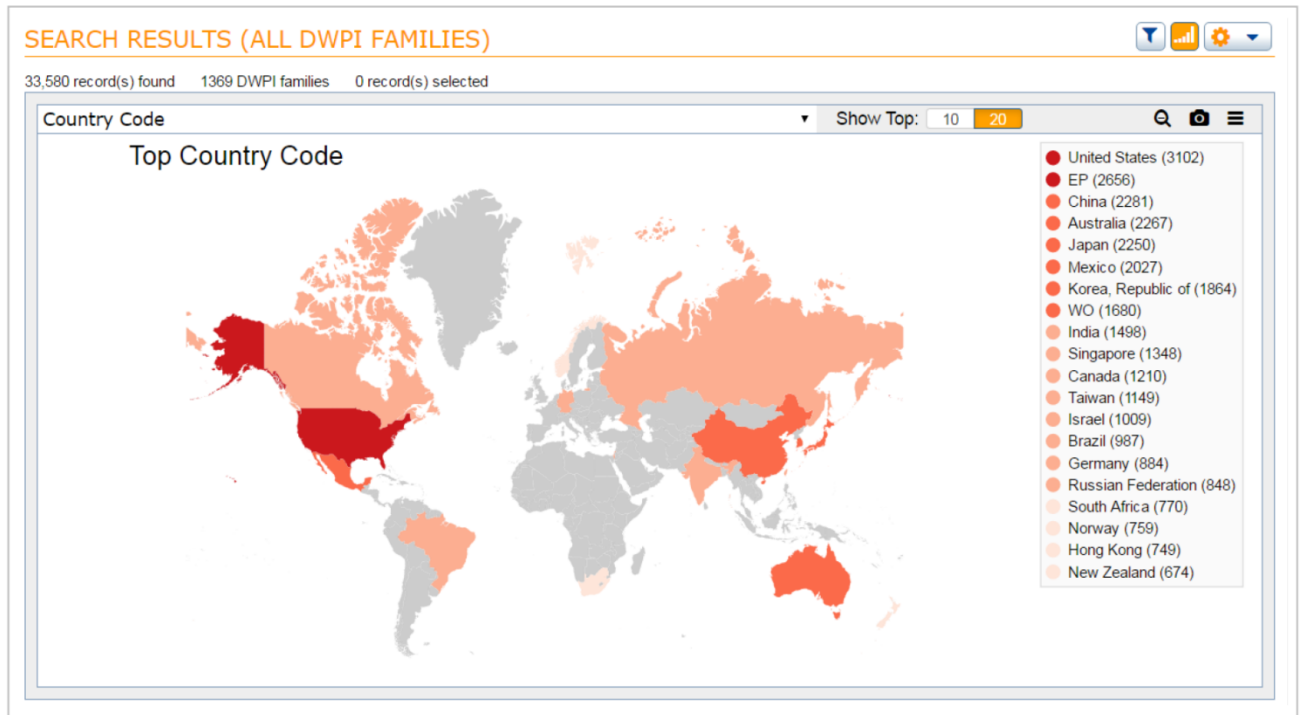 SEARCH RESULTS (ALL DWPI FAMILIES)
33,580 record(s) found 1369 DWPI families 0 record(s) selected
Country Code Show Top: 10 20
Top Country Code
United States (3102)
EP (2656)
China (2281)
Australia (2267)
Japan (2250)
Mexico (2027)
Korea, Republic of (1864)
WO (1680)
India (1498)
Singapore (1348)
Canada (1210)
Taiwan (1149)
Israel (1009)
Brazil (987)
Germany (884)
Russian Federation (848)
South Africa (770)
Norway (759)
Hong Kong (749)
New Zealand (674)